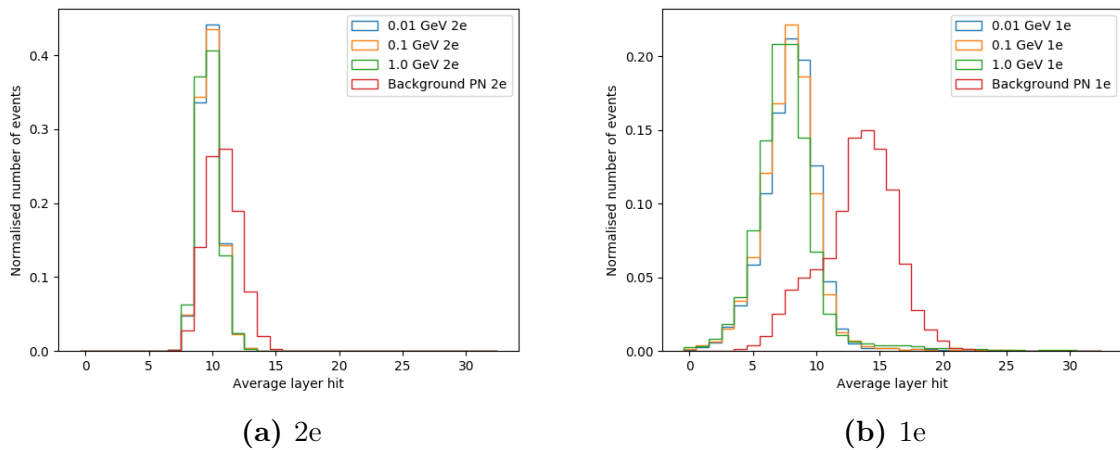 0.01 GeV 2e
0.1 GeV 2e
1.0 GeV 2e
Background PN 2e
Normalised number of events
0.4
0.3
0.2
0.1
0.0
0 5 10 15 20 25 30
Average layer hit
(a) 2e
0.01 GeV 1e
0.1 GeV 1e
1.0 GeV 1e
Background PN 1e
Normalised number of events
0.20
0.15
0.10
0.05
0.00
0 5 10 15 20 25 30
Average layer hit
(b) 1e